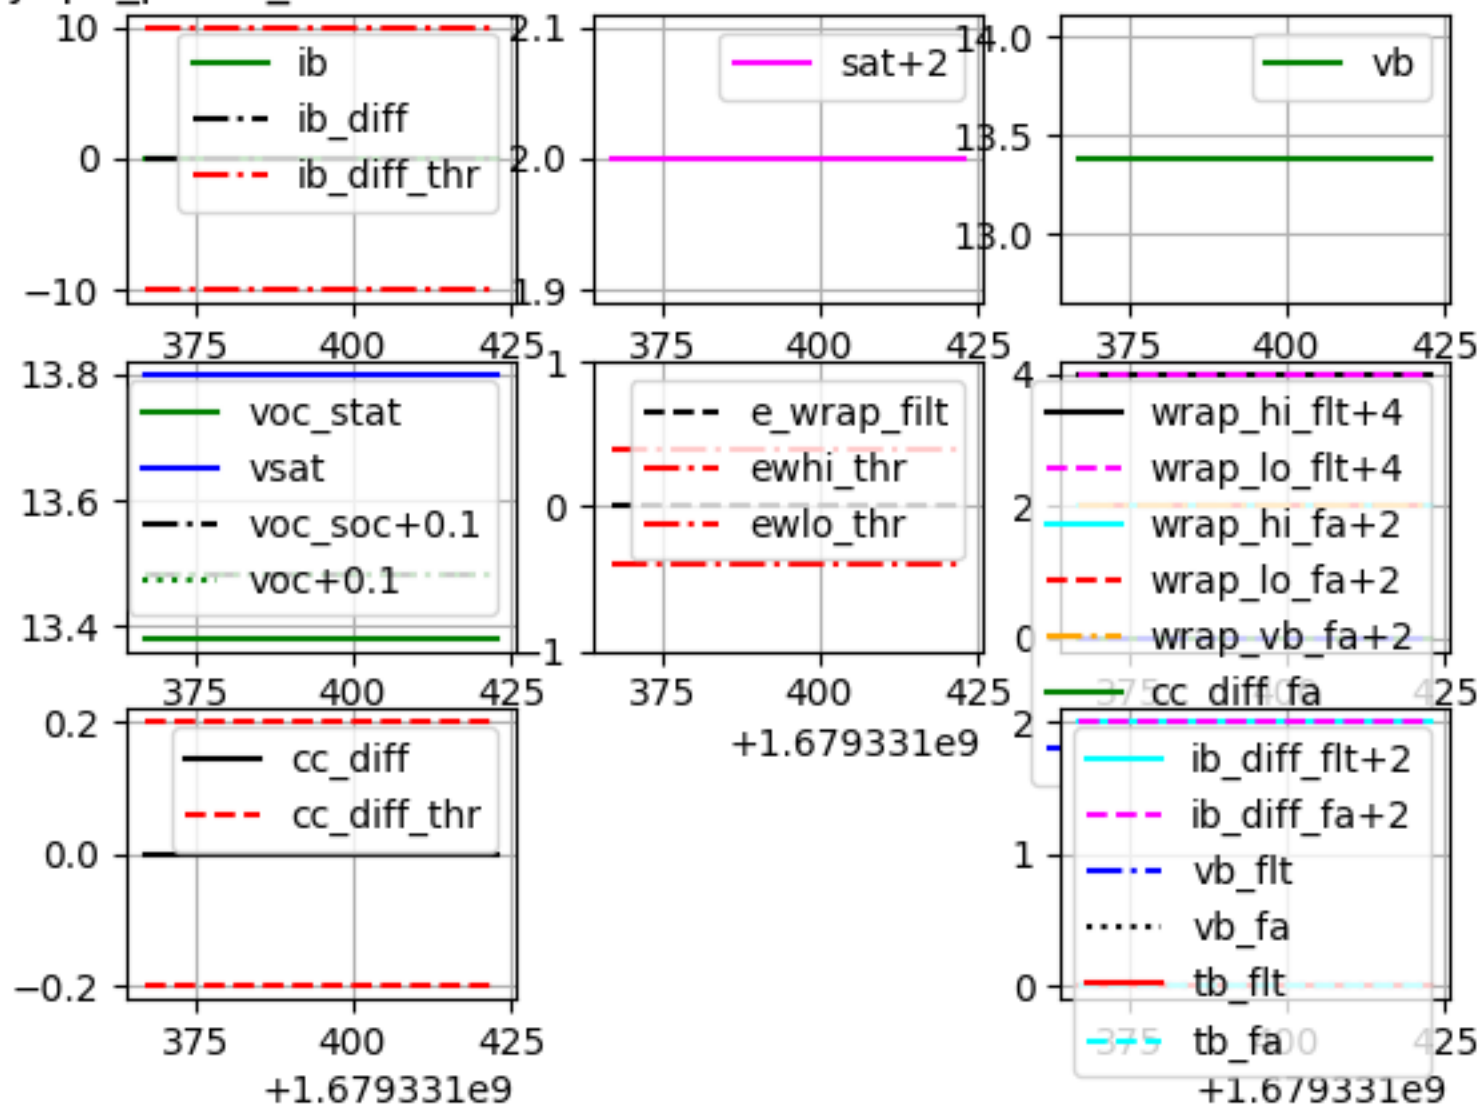 10
0
−10
ib
ib_diff
ib_diff_thr
375
400
425
2.1
2.0
1.9
sat+2
375
400
425
14.0
13.5
13.0
vb
375
400
425
13.8
13.6
13.4
voc_stat
vsat
voc_soc+0.1
voc+0.1
375
400
425
1
0
−1
e_wrap_filt
ewhi_thr
ewlo_thr
375
400
425
+1.679331e9
4
2
0
wrap_hi_flt+4
wrap_lo_flt+4
wrap_hi_fa+2
wrap_lo_fa+2
wrap_vb_fa+2
cc_diff_fa
375
400
425
0.2
0.0
−0.2
cc_diff
cc_diff_thr
375
400
425
+1.679331e9
2
1
0
ib_diff_flt+2
ib_diff_fa+2
vb_flt
vb_fa
tb_flt
tb_fa
375
400
425
+1.679331e9